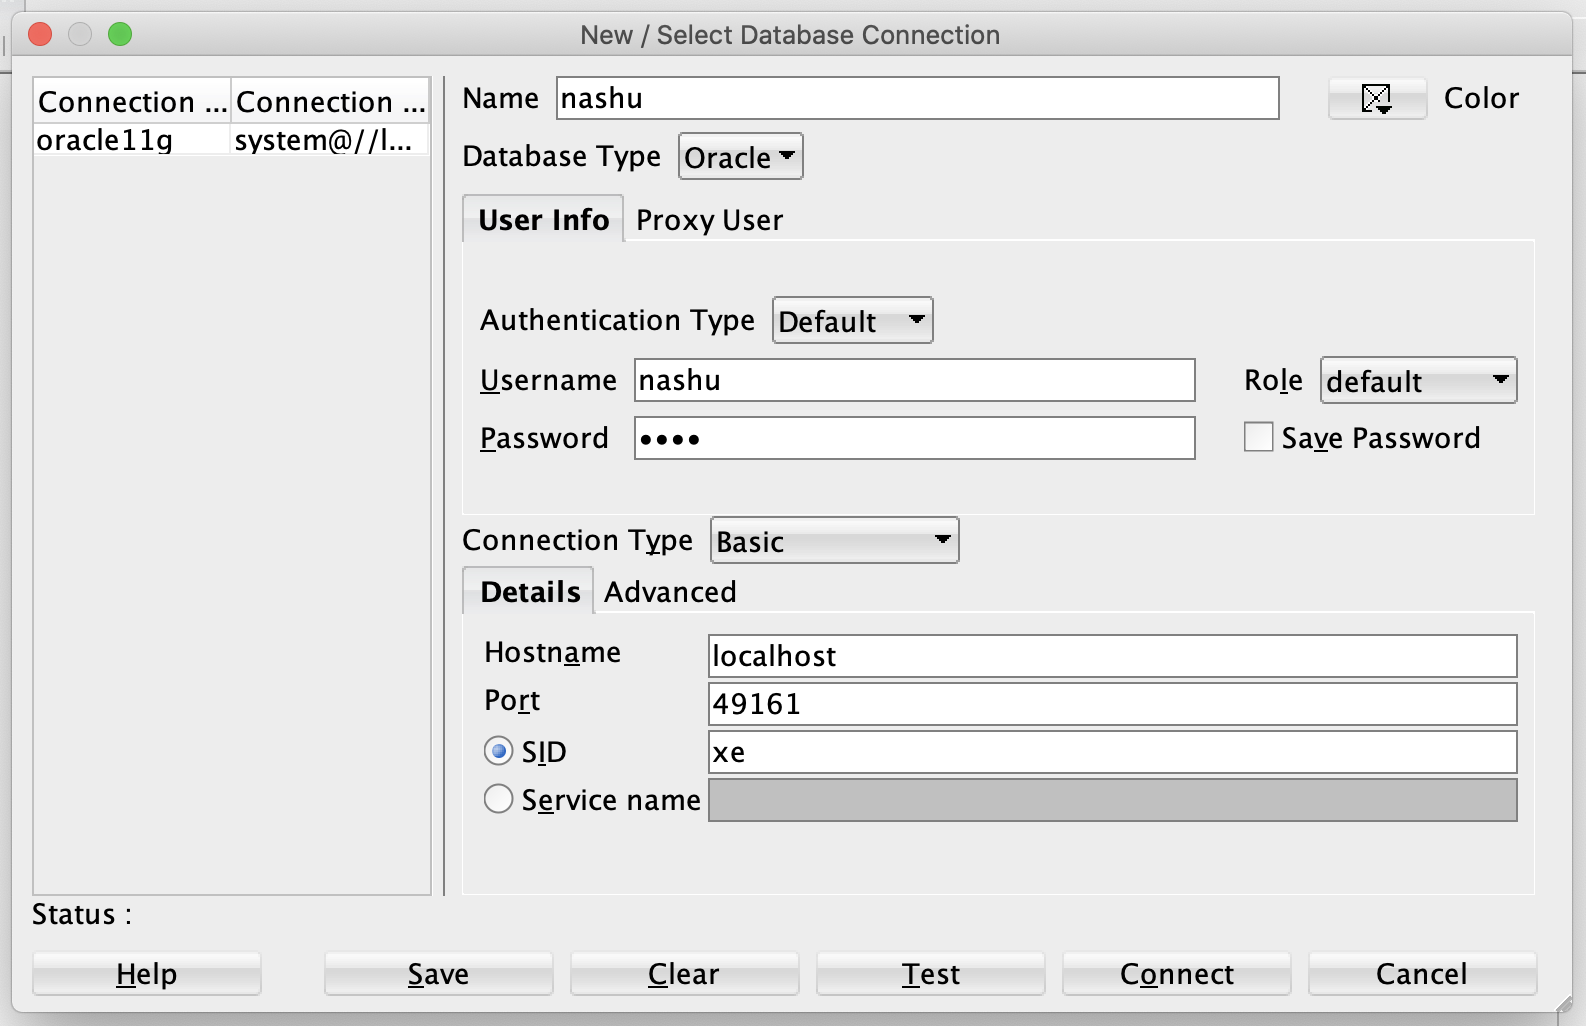 New / Select Database Connection
Connection ... Connection ...
oracle11g system@//l...
Name nashu Color
Database Type Oracle
User Info Proxy User
Authentication Type Default
Username nashu Role default
Password •••• Save Password
Connection Type Basic
Details Advanced
Hostname localhost
Port 49161
SID xe
Service name
Status :
Help Save Clear Test Connect Cancel